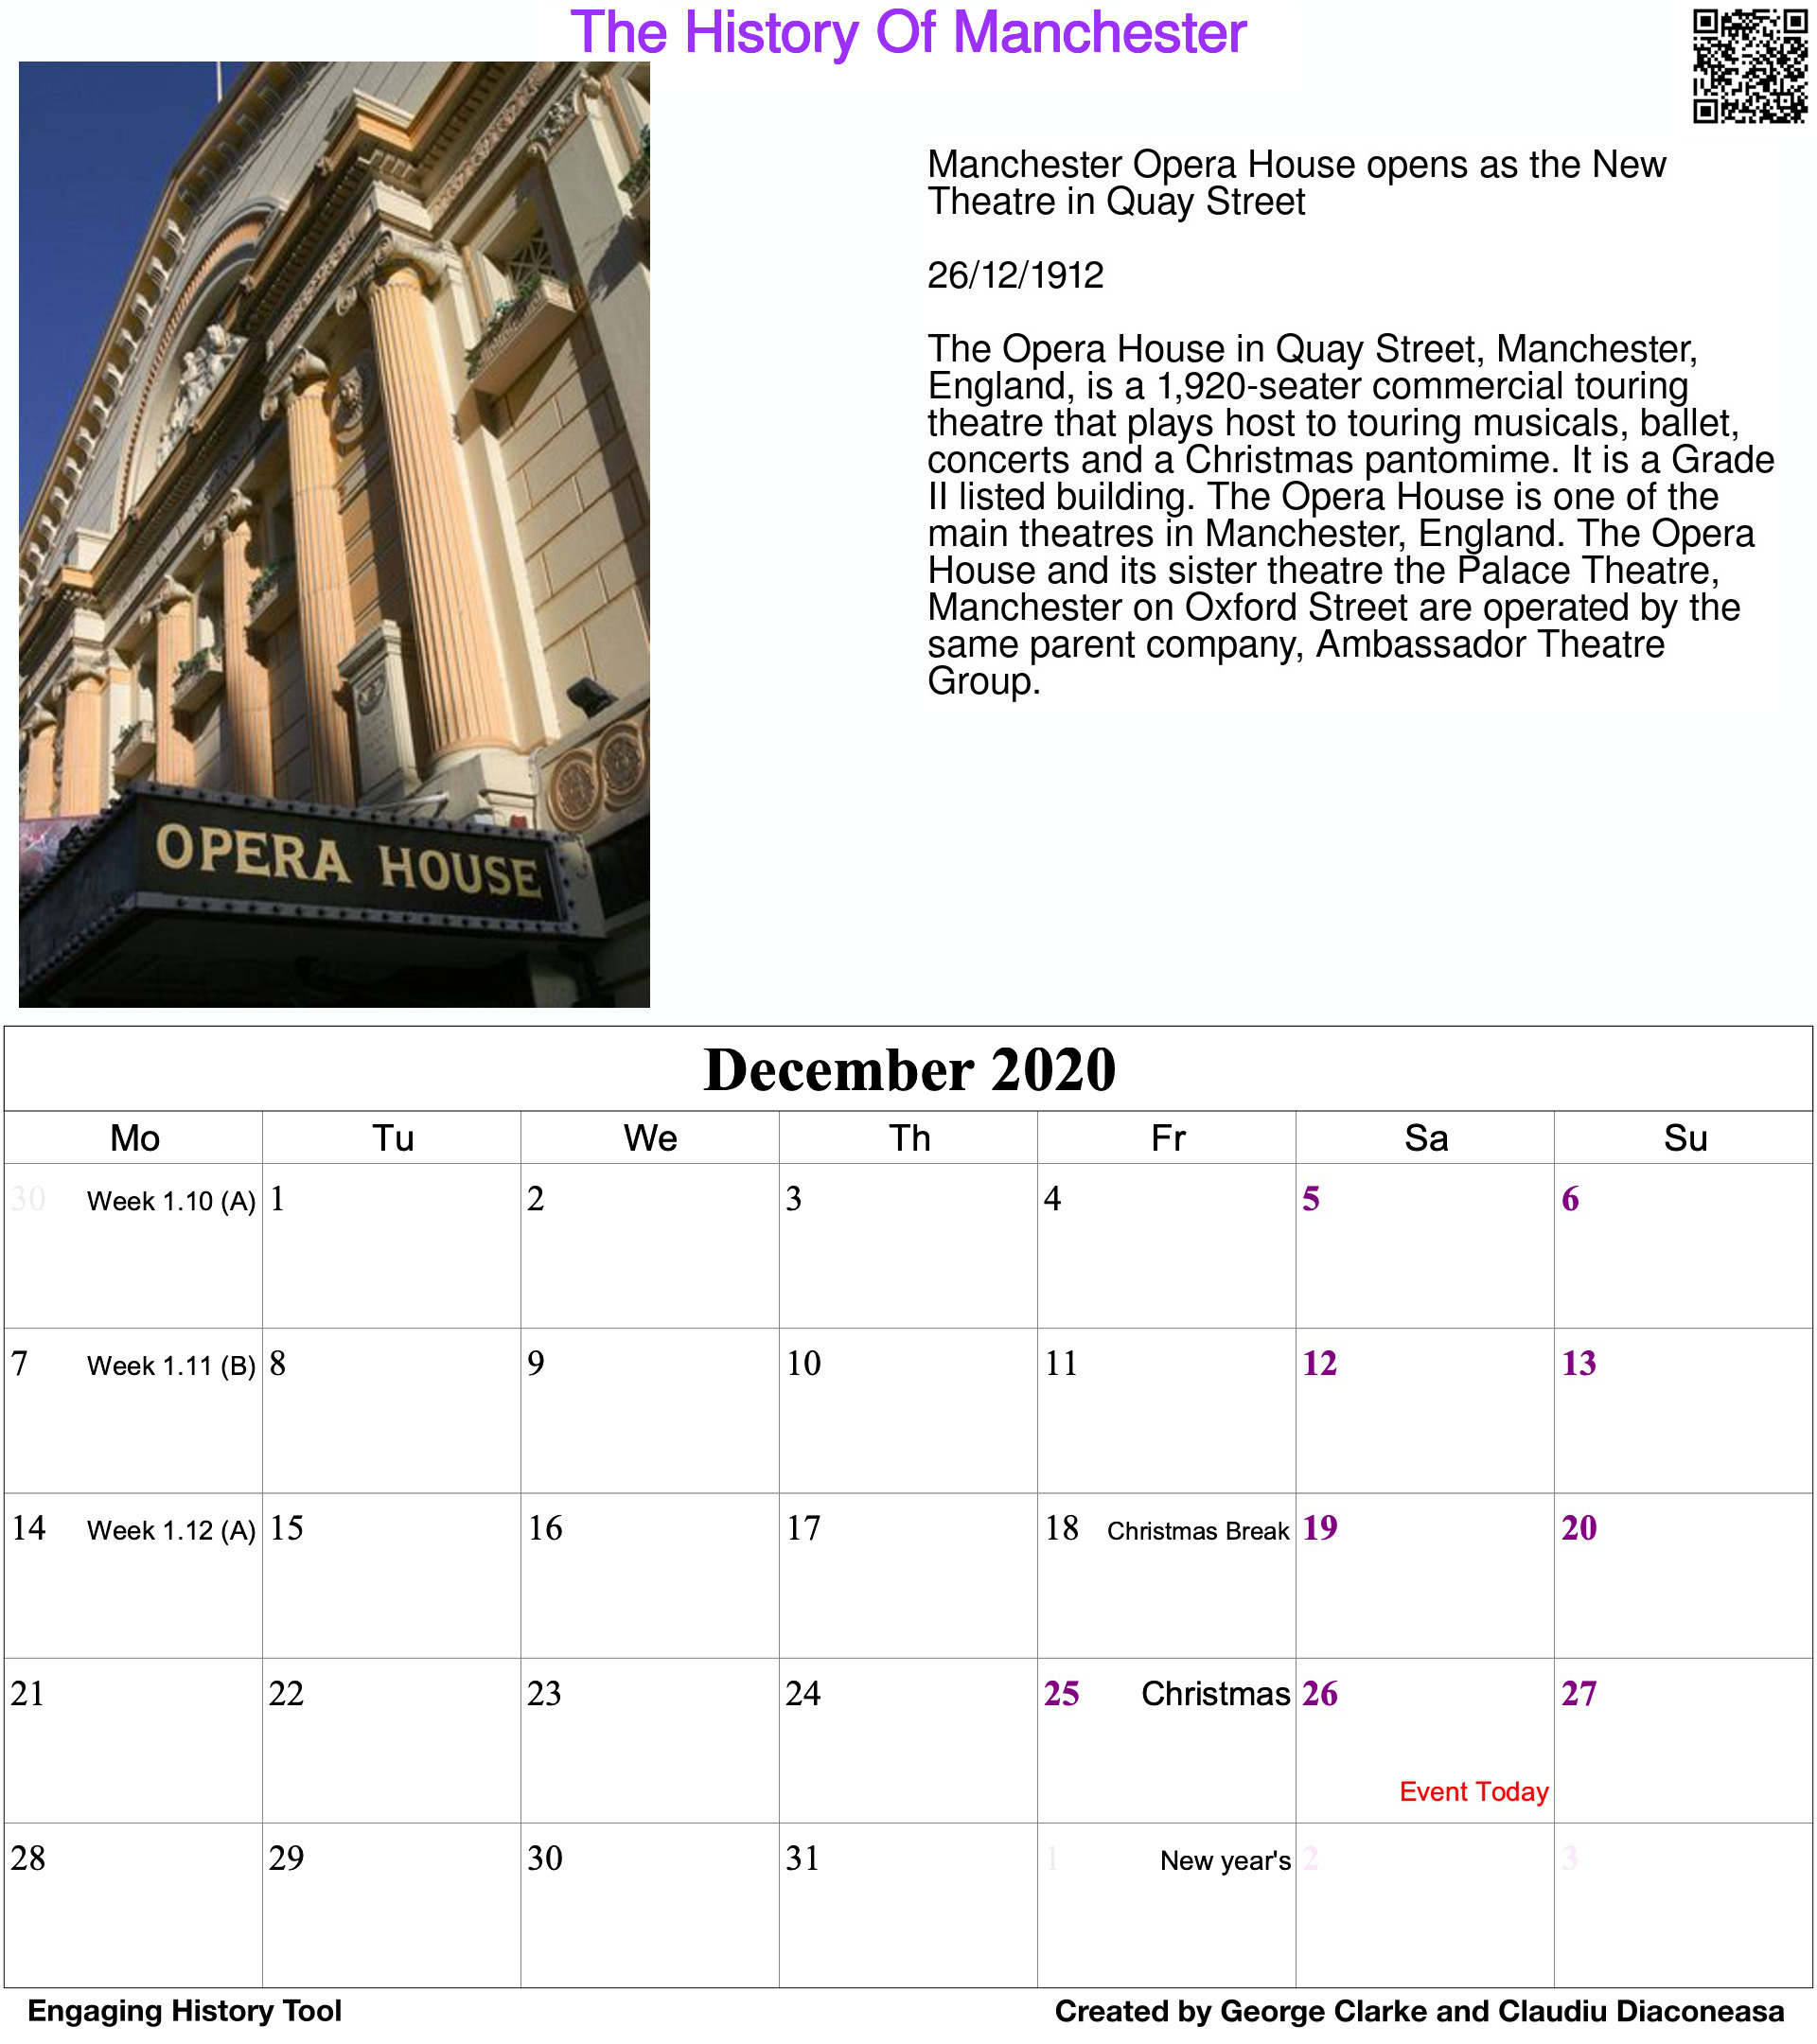 The History Of Manchester
Manchester Opera House opens as the New
Theatre in Quay Street
26/12/1912
The Opera House in Quay Street, Manchester,
England, is a 1,920-seater commercial touring
theatre that plays host to touring musicals, ballet,
concerts and a Christmas pantomime. It is a Grade
II listed building. The Opera House is one of the
main theatres in Manchester, England. The Opera
House and its sister theatre the Palace Theatre,
Manchester on Oxford Street are operated by the
same parent company, Ambassador Theatre
Group.
OPERA HOUSE
December 2020
Mo Tu We Th Fr Sa Su
30 Week 1.10 (A) 1 2 3 4 5 6
7 Week 1.11 (B) 8 9 10 11 12 13
14 Week 1.12 (A) 15 16 17 18 Christmas Break 19 20
21 22 23 24 25 Christmas 26 27
Event Today
28 29 30 31 1 New year's 2 3
Engaging History Tool Created by George Clarke and Claudiu Diaconeasa